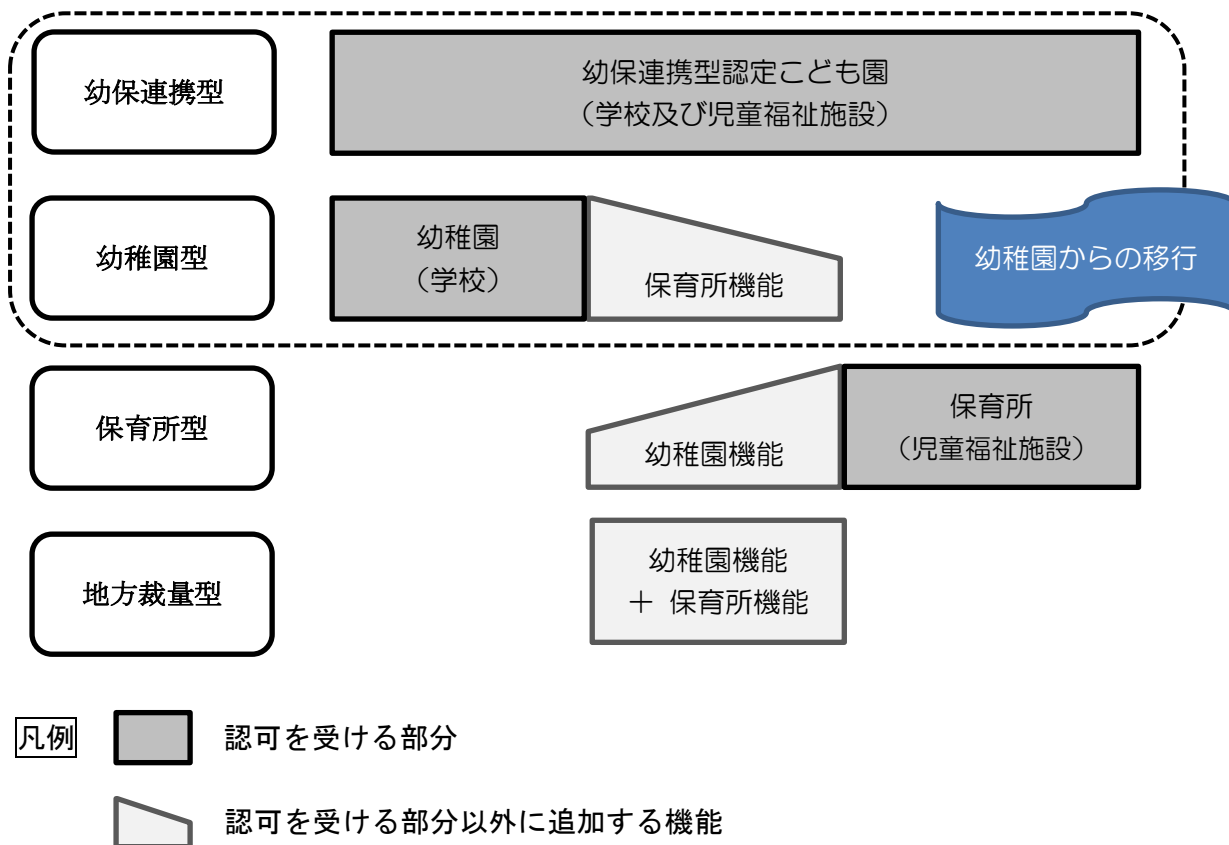 幼保連携型
幼保連携型認定こども園
（学校及び児童福祉施設）
幼稚園型
幼稚園
（学校）
保育所機能
幼稚園からの移行
保育所型
幼稚園機能
保育所
（児童福祉施設）
地方裁量型
幼稚園機能
＋ 保育所機能
凡例
認可を受ける部分
認可を受ける部分以外に追加する機能